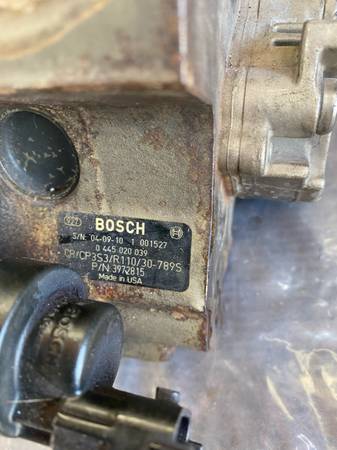 BOSCH
S/N 04-09-10 1 001527
0 445 020 039
CR/CP3S3/R110/30-789S
P/N 3972815
Made in USA
BOSCH